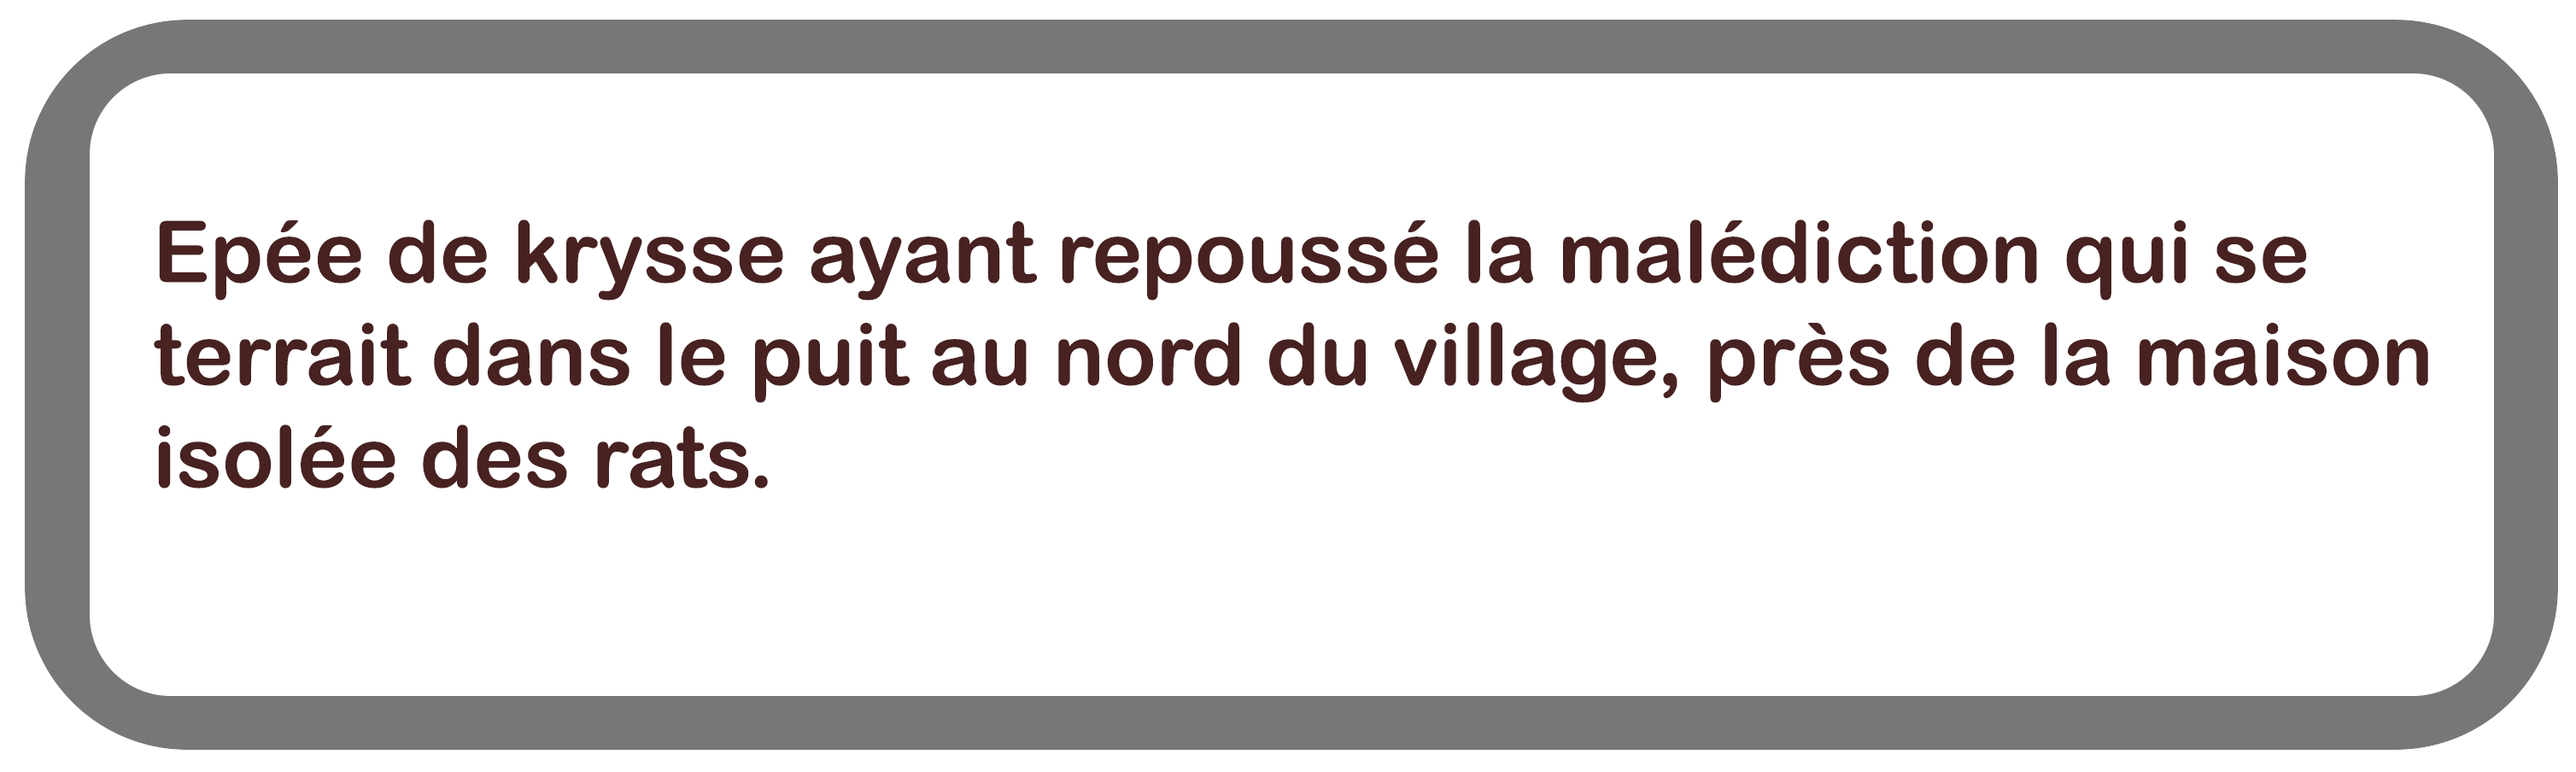 Epée de krysse ayant repoussé la malédiction qui se
terrait dans le puit au nord du village, près de la maison
isolée des rats.